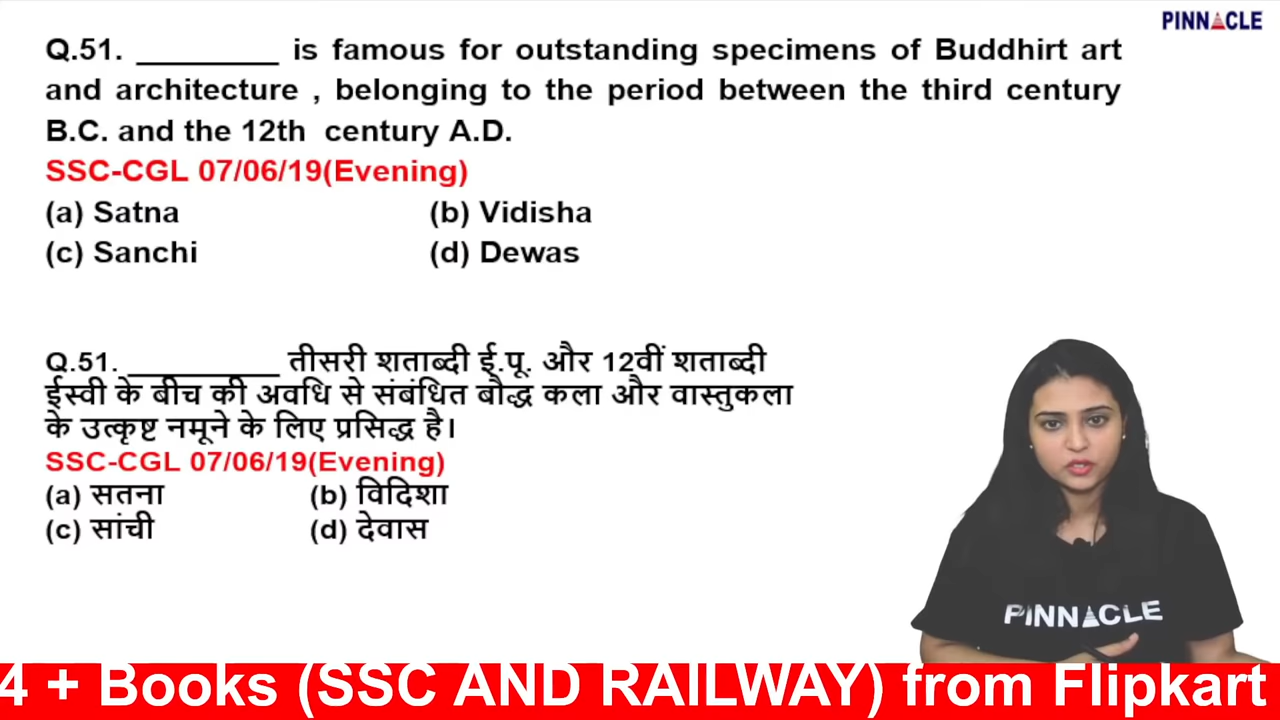 PINNACLE
Q.51. ________ is famous for outstanding specimens of Buddhirt art
and architecture , belonging to the period between the third century
B.C. and the 12th century A.D.
SSC-CGL 07/06/19(Evening)
(a) Satna (b) Vidisha
(c) Sanchi (d) Dewas
Q.51. _________ तीसरी शताब्दी ई.पू. और 12वीं शताब्दी
ईस्वी के बीच की अवधि से संबंधित बौद्ध कला और वास्तुकला
के उत्कृष्ट नमूने के लिए प्रसिद्ध है।
SSC-CGL 07/06/19(Evening)
(a) सतना (b) विदिशा
(c) सांची (d) देवास
PINNACLE
4 + Books (SSC AND RAILWAY) from Flipkart